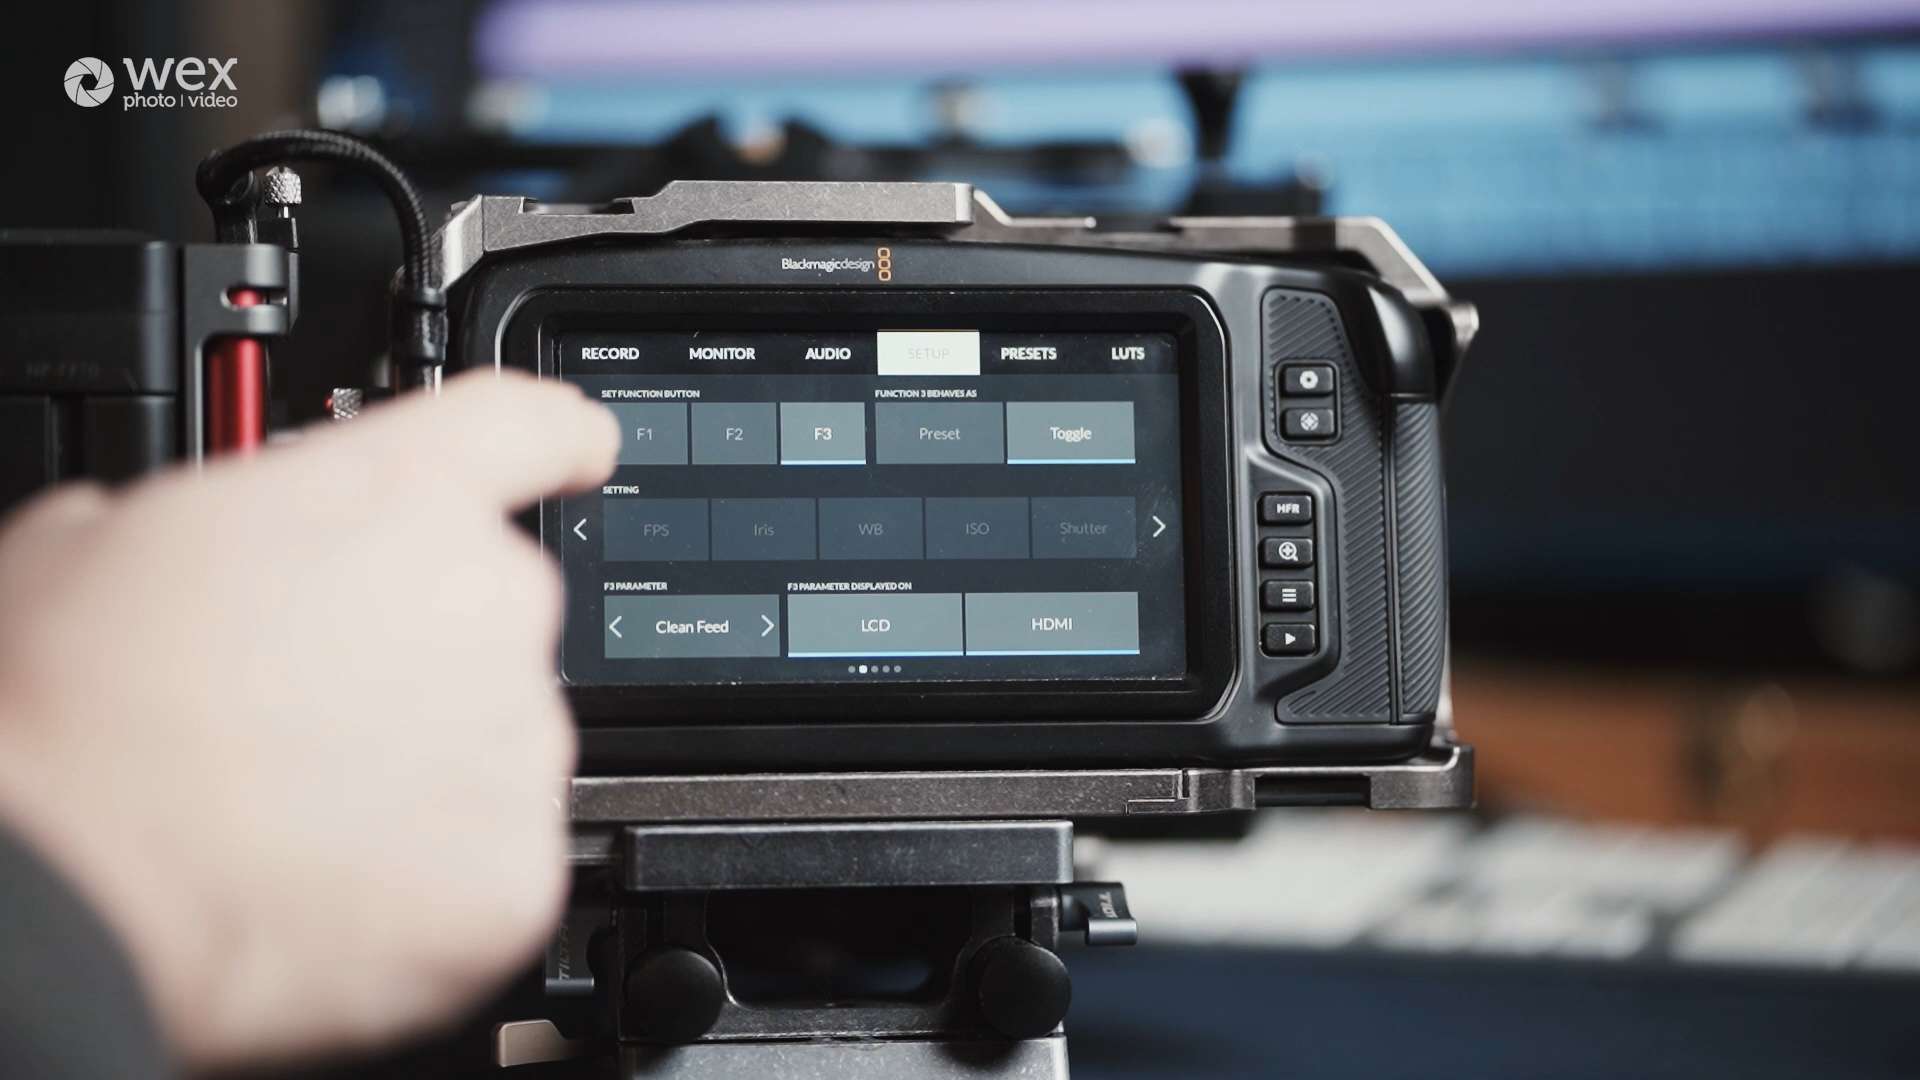 wex
photo | video
Blackmagicdesign
RECORD MONITOR AUDIO SETUP PRESETS LUTS
SET FUNCTION BUTTON FUNCTION 3 BEHAVES AS
F1 F2 F3 Preset Toggle
SETTING
FPS Iris WB ISO Shutter
F3 PARAMETER F3 PARAMETER DISPLAYED ON
Clean Feed LCD HDMI
HFR